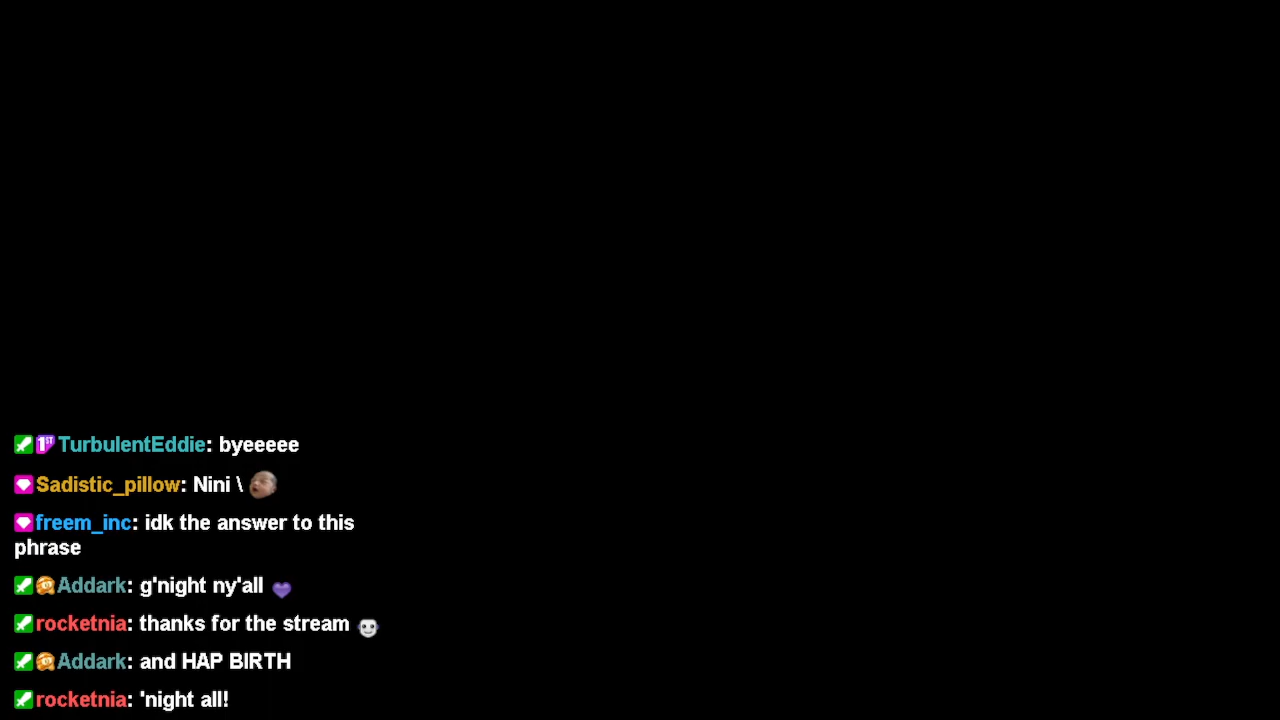 1ST TurbulentEddie: byeeeee
Sadistic_pillow: Nini \
freem_inc: idk the answer to this
phrase
Addark: g'night ny'all
rocketnia: thanks for the stream
Addark: and HAP BIRTH
rocketnia: 'night all!